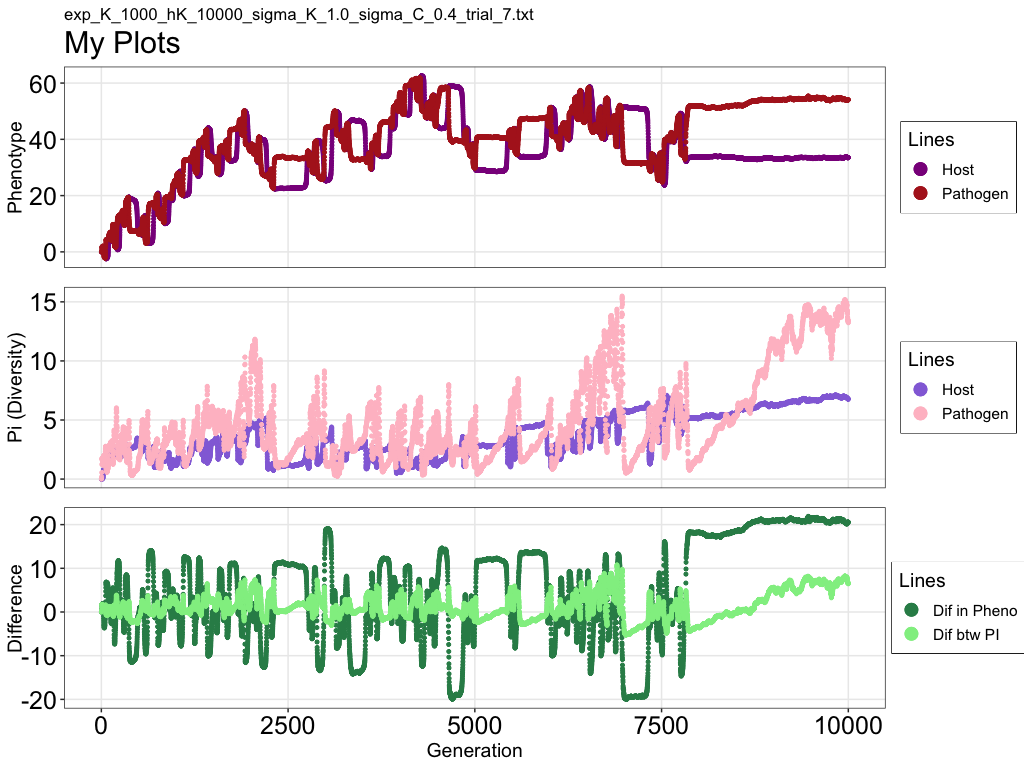 exp_K_1000_hK_10000_sigma_K_1.0_sigma_C_0.4_trial_7.txt
My Plots
Phenotype
60
40
20
0
Lines
Host
Pathogen
Pi (Diversity)
15
10
5
0
Lines
Host
Pathogen
Difference
20
10
0
-10
-20
Lines
Dif in Pheno
Dif btw PI
0 2500 5000 7500 10000
Generation